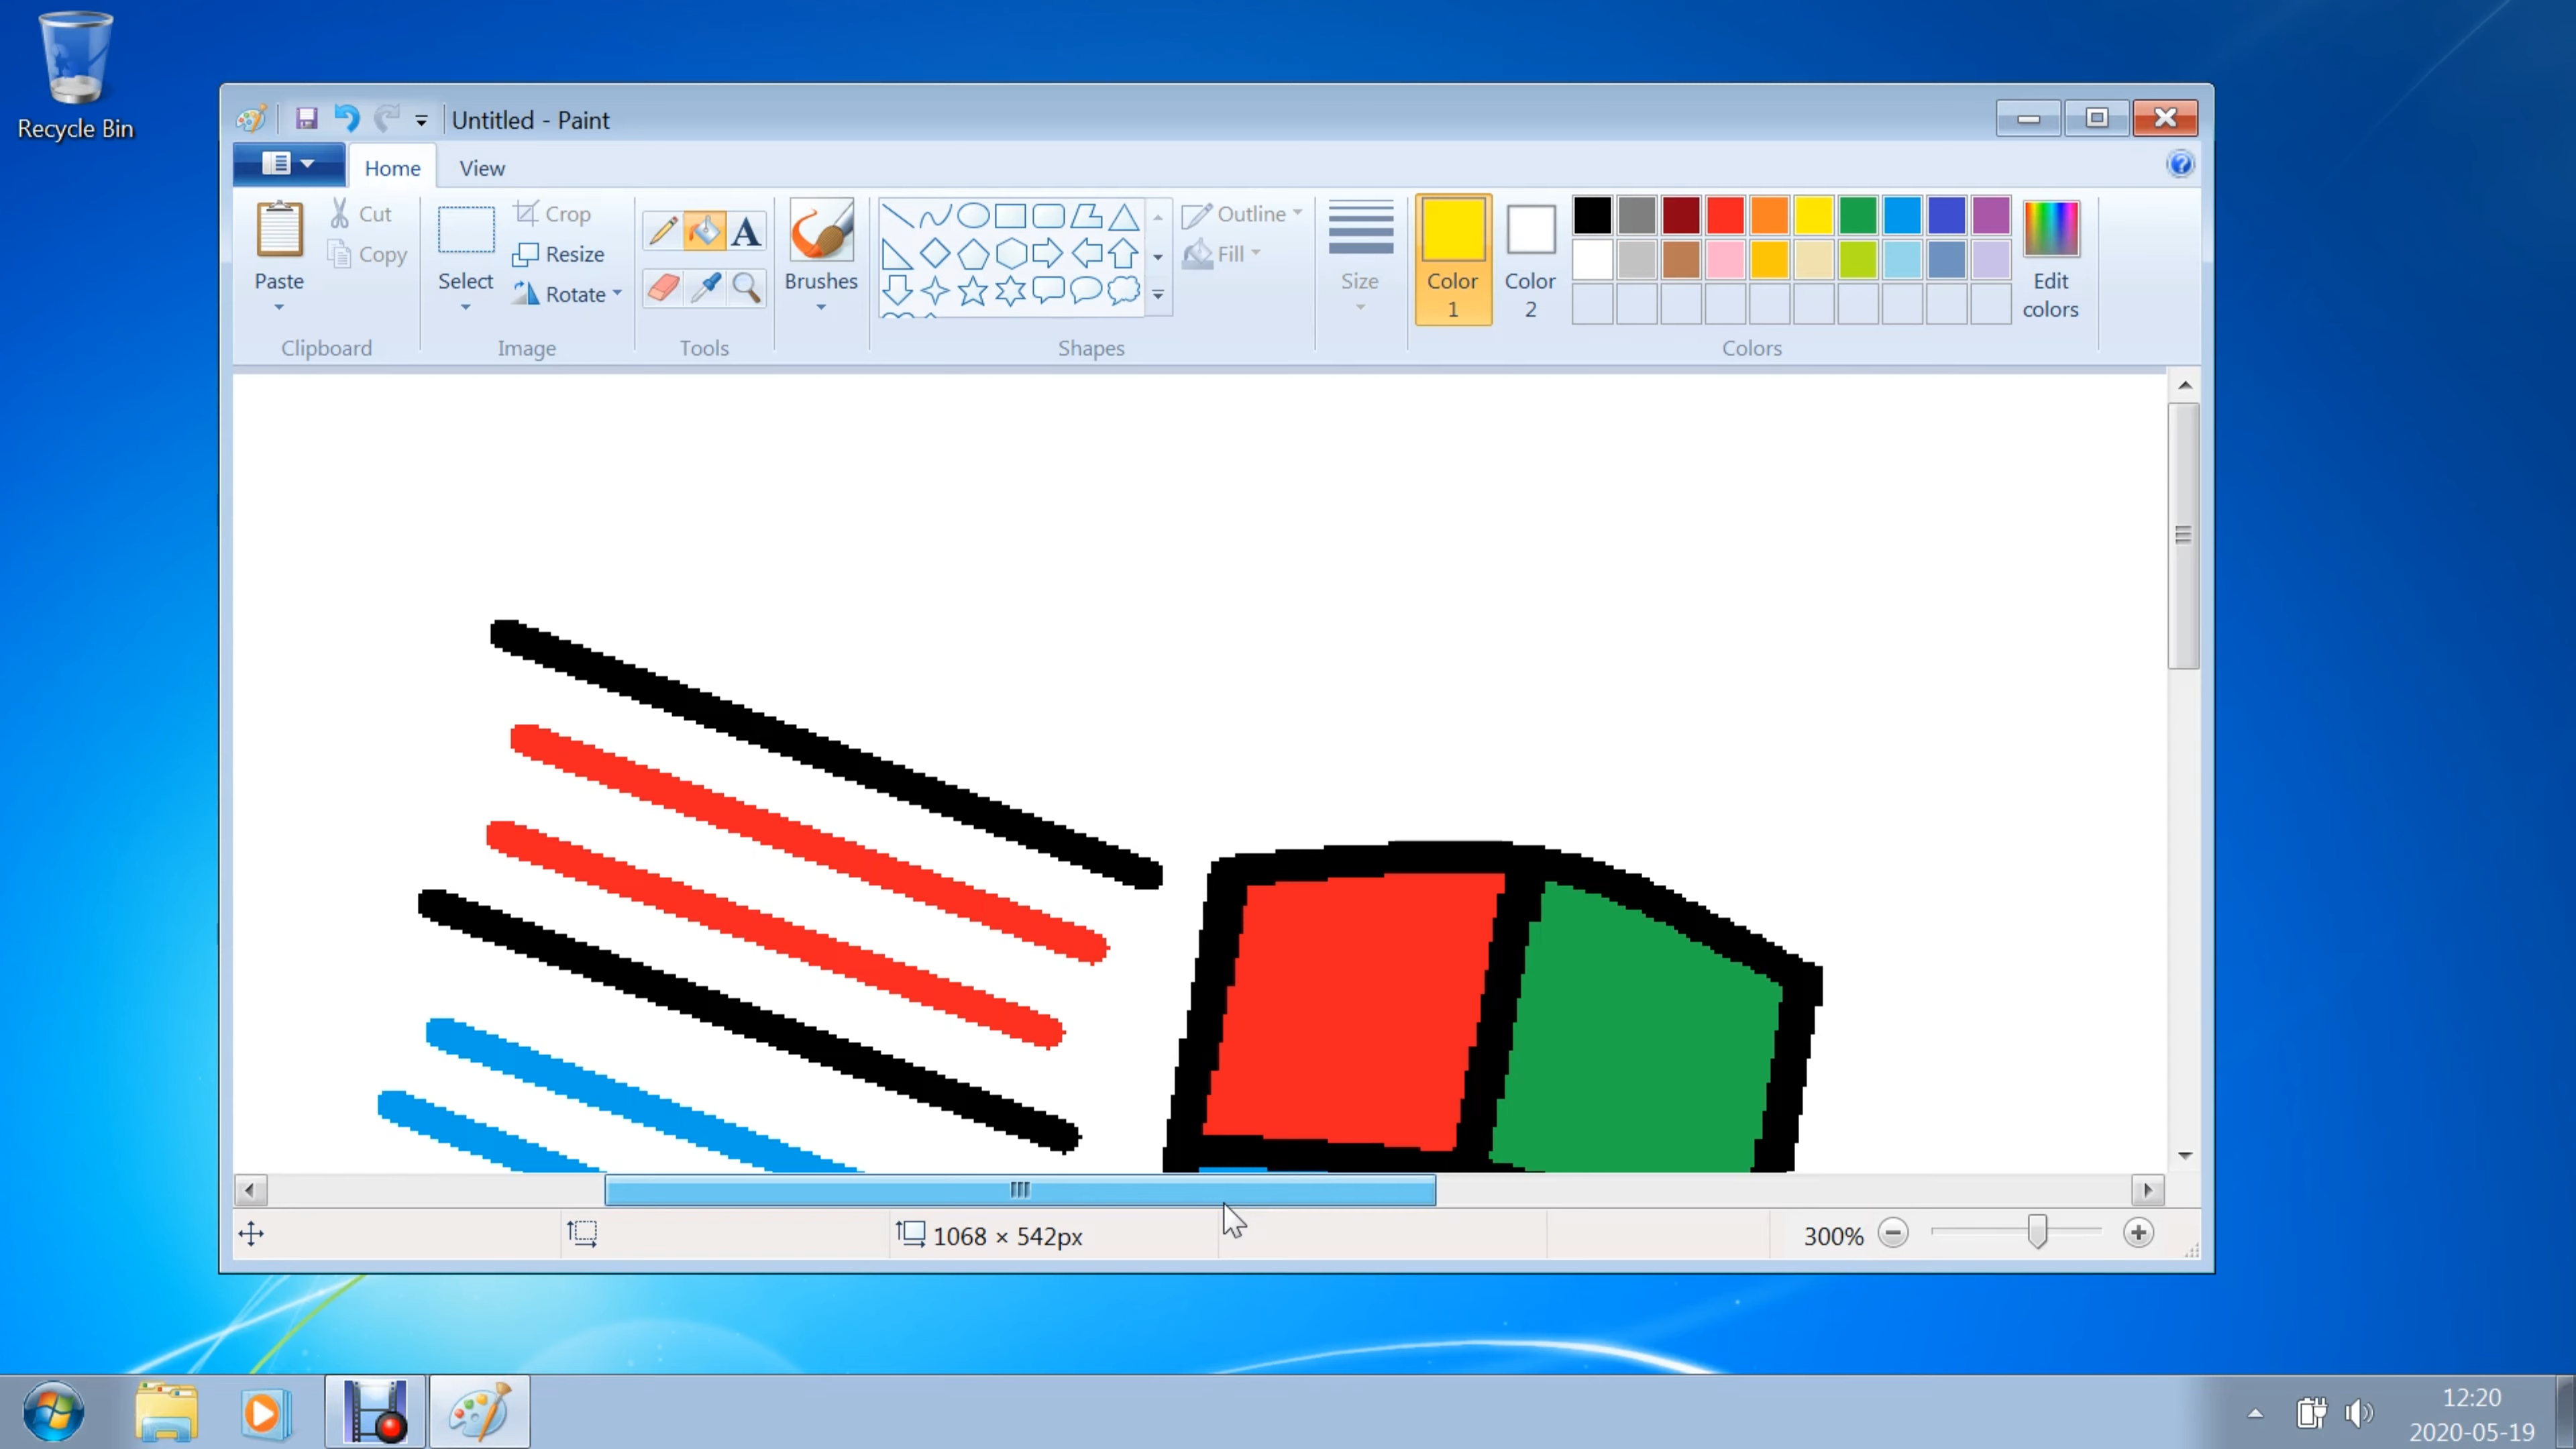 Recycle Bin
Untitled - Paint
Home View
Paste
Cut
Copy
Clipboard
Select
Crop
Resize
Rotate
Image
A
Tools
Brushes
Shapes
Outline
Fill
Size
Color 1
Color 2
Edit colors
Colors
1068 × 542px
300%
12:20
2020-05-19